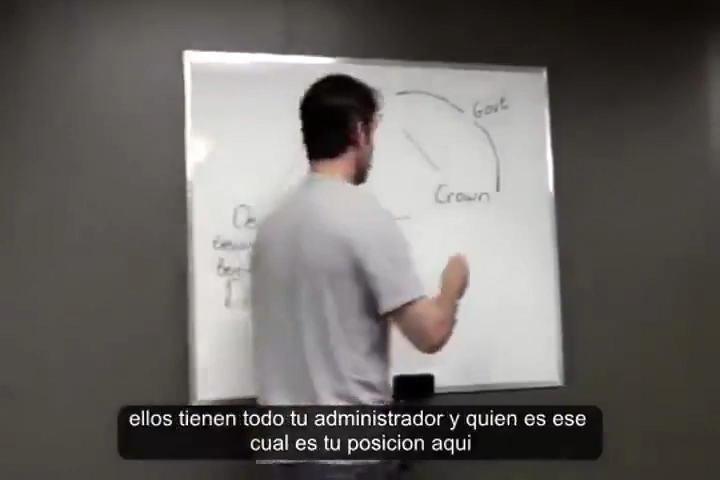 Govt
Crown
ellos tienen todo tu administrador y quien es ese
cual es tu posicion aqui